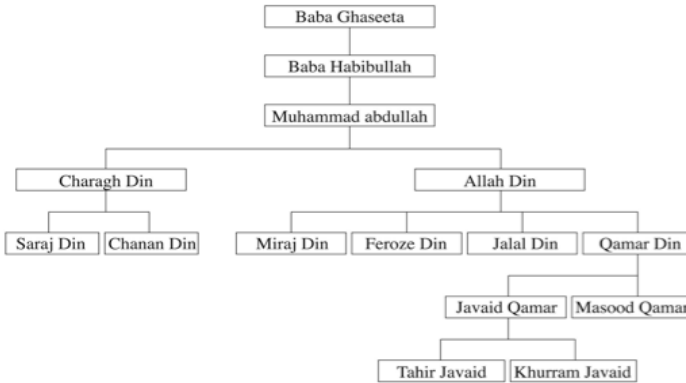 Baba Ghaseeta
Baba Habibullah
Muhammad abdullah
Charagh Din
Allah Din
Saraj Din
Chanan Din
Miraj Din
Feroze Din
Jalal Din
Qamar Din
Javaid Qamar
Masood Qamar
Tahir Javaid
Khurram Javaid